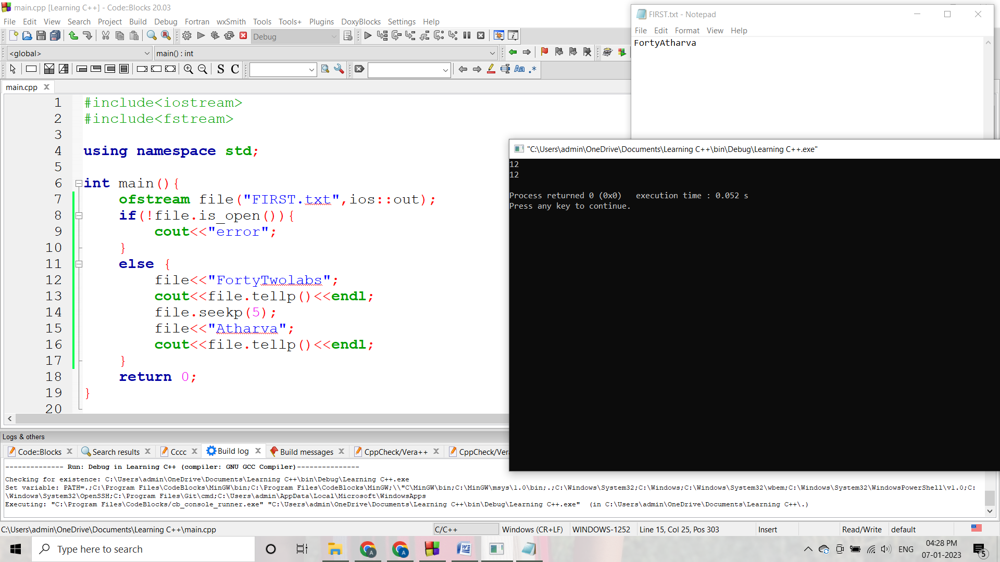 main.cpp [Learning C++] - Code::Blocks 20.03
File Edit View Search Project Build Debug Fortran wxSmith Tools Tools+ Plugins DoxyBlocks Settings Help
Debug
<global> main() : int
S C Aa .*
main.cpp
1 #include<iostream>
2 #include<fstream>
3
4 using namespace std;
5
6 int main(){
7 ofstream file("FIRST.txt",ios::out);
8 if(!file.is_open()){
9 cout<<"error";
10 }
11 else {
12 file<<"FortyTwolabs";
13 cout<<file.tellp()<<endl;
14 file.seekp(5);
15 file<<"Atharva";
16 cout<<file.tellp()<<endl;
17 }
18 return 0;
19 }
20
FIRST.txt - Notepad
File Edit Format View Help
FortyAtharva
"C:\Users\admin\OneDrive\Documents\Learning C++\bin\Debug\Learning C++.exe"
12
12
Process returned 0 (0x0) execution time : 0.052 s
Press any key to continue.
Logs & others
Code::Blocks Search results Cccc Build log Build messages CppCheck/Vera++ CppCheck/Ver
-------------- Run: Debug in Learning C++ (compiler: GNU GCC Compiler)---------------
Checking for existence: C:\Users\admin\OneDrive\Documents\Learning C++\bin\Debug\Learning C++.exe
Set variable: PATH=.;C:\Program Files\CodeBlocks\MinGW\bin;C:\Program Files\CodeBlocks\MinGW;\\"C\MinGW\bin;C:\MinGW\msys\1.0\bin;.;C:\Windows\System32;C:\Windows;C:\Windows\System32\wbem;C:\Windows\System32\WindowsPowerShell\v1.0;C:
\Windows\System32\OpenSSH;C:\Program Files\Git\cmd;C:\Users\admin\AppData\Local\Microsoft\WindowsApps
Executing: "C:\Program Files\CodeBlocks/cb_console_runner.exe" "C:\Users\admin\OneDrive\Documents\Learning C++\bin\Debug\Learning C++.exe" (in C:\Users\admin\OneDrive\Documents\Learning C++\.)
C:\Users\admin\OneDrive\Documents\Learning C++\main.cpp C/C++ Windows (CR+LF) WINDOWS-1252 Line 15, Col 25, Pos 303 Insert Read/Write default
Type here to search
ENG
04:28 PM
07-01-2023
5